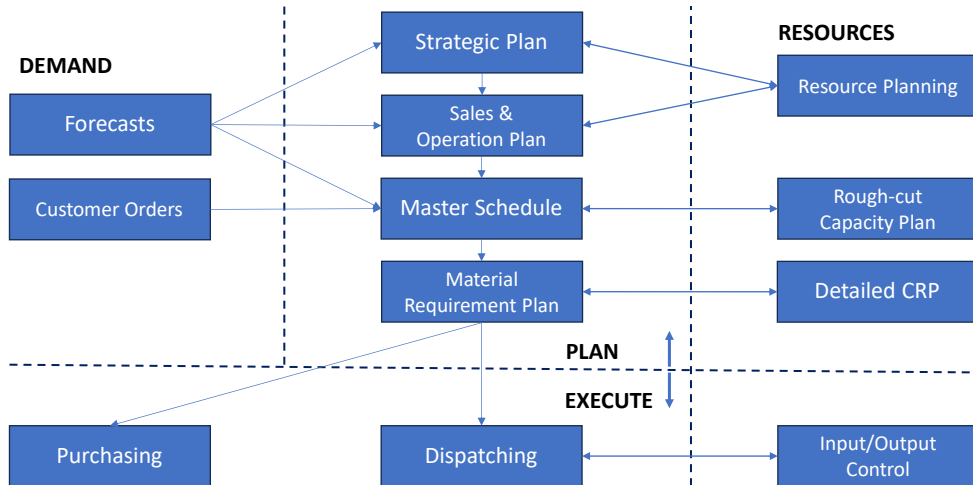 Strategic Plan
RESOURCES
DEMAND
Resource Planning
Forecasts
Sales &
Operation Plan
Customer Orders
Master Schedule
Rough-cut
Capacity Plan
Material
Requirement Plan
Detailed CRP
PLAN
EXECUTE
Purchasing
Dispatching
Input/Output
Control